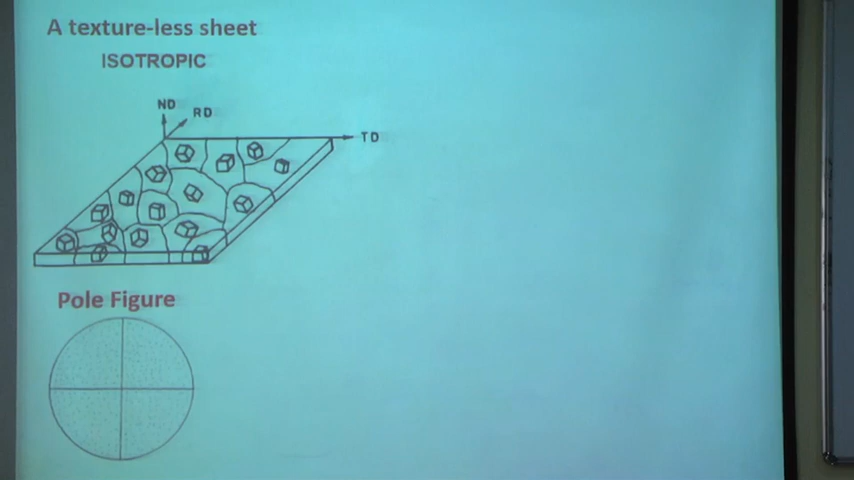 A texture-less sheet
ISOTROPIC
ND
RD
TD
Pole Figure